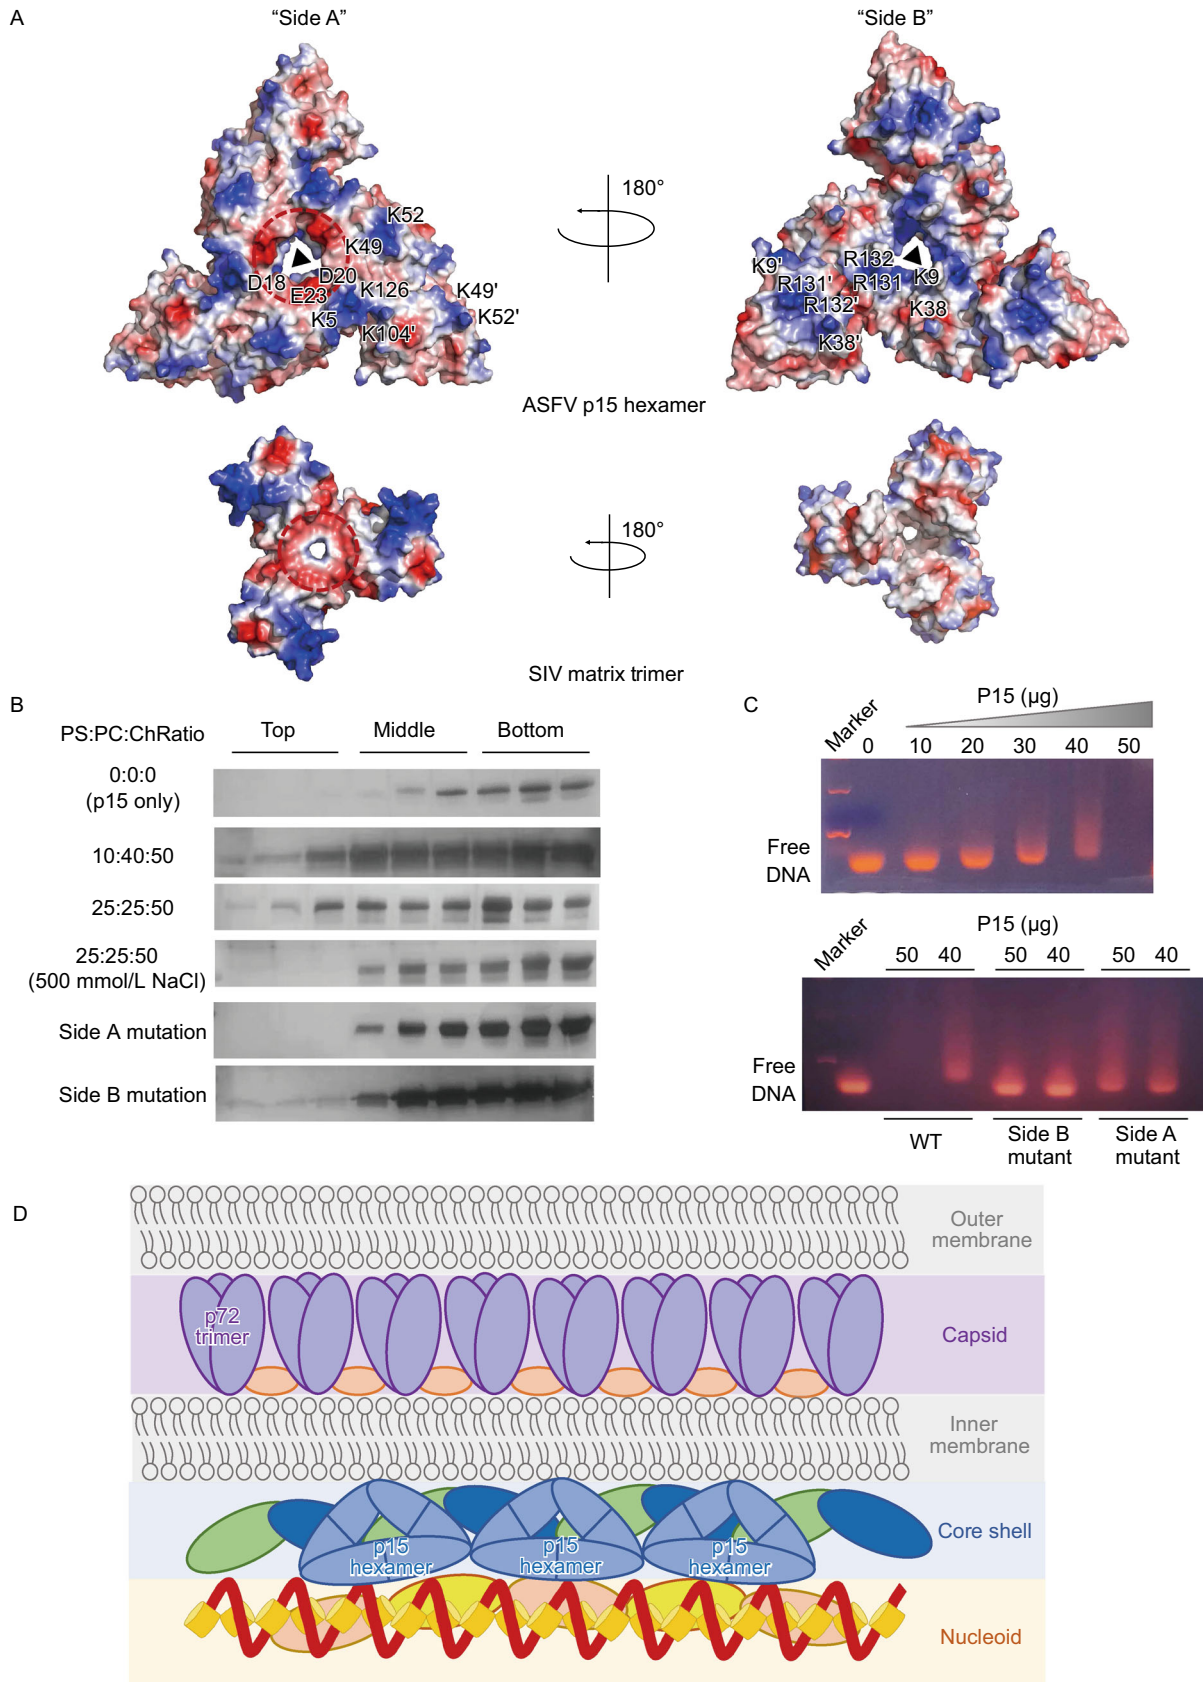 A
“Side A”
“Side B”
180°
K52
K49
D18
D20
E23
K126
K5
K49'
K52'
K104'
K9'
R131'
R132'
K38'
R132
R131
K9
K38
ASFV p15 hexamer
180°
SIV matrix trimer
B
PS:PC:ChRatio
Top
Middle
Bottom
0:0:0
(p15 only)
10:40:50
25:25:50
25:25:50
(500 mmol/L NaCl)
Side A mutation
Side B mutation
C
Marker
P15 (µg)
0 10 20 30 40 50
Free
DNA
Marker
P15 (µg)
50 40 50 40 50 40
Free
DNA
WT
Side B
mutant
Side A
mutant
D
Outer
membrane
p72
trimer
Capsid
Inner
membrane
Core shell
p15
hexamer
p15
hexamer
p15
hexamer
Nucleoid